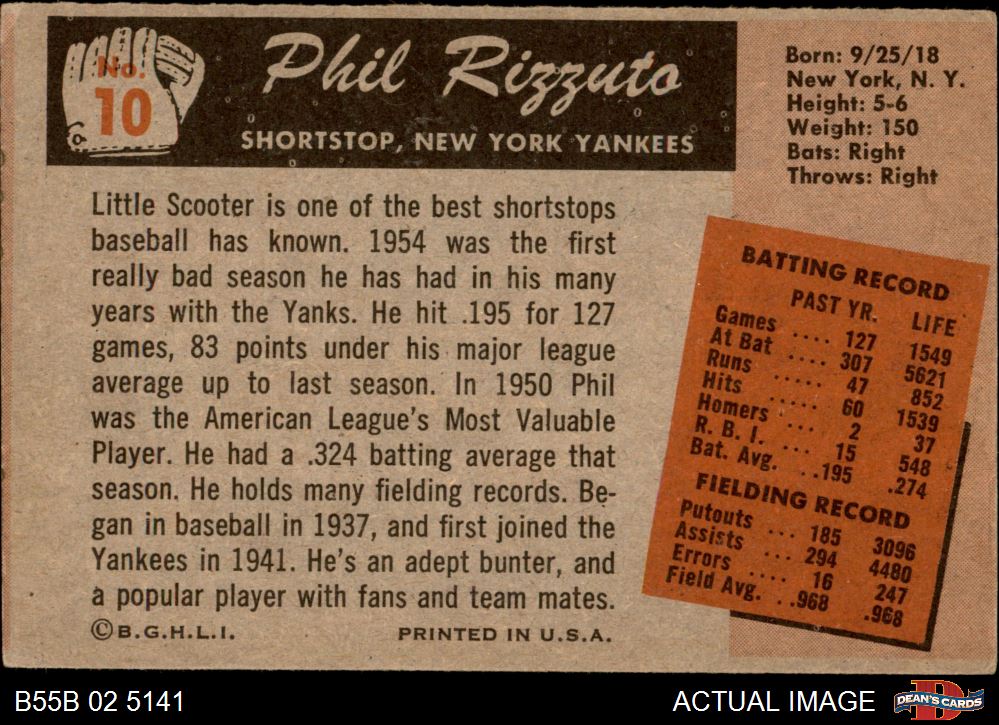 No.
10
Phil Rizzuto
SHORTSTOP, NEW YORK YANKEES
Born: 9/25/18
New York, N. Y.
Height: 5-6
Weight: 150
Bats: Right
Throws: Right
Little Scooter is one of the best shortstops
baseball has known. 1954 was the first
really bad season he has had in his many
years with the Yanks. He hit .195 for 127
games, 83 points under his major league
average up to last season. In 1950 Phil
was the American League's Most Valuable
Player. He had a .324 batting average that
season. He holds many fielding records. Be-
gan in baseball in 1937, and first joined the
Yankees in 1941. He's an adept bunter, and
a popular player with fans and team mates.
©B.G.H.L.I. PRINTED IN U.S.A.
BATTING RECORD
PAST YR. LIFE
Games .... 127 1549
At Bat .... 307 5621
Runs ..... 47 852
Hits ..... 60 1539
Homers ... 2 37
R. B. I. ... 15 548
Bat. Avg. ..195 .274
FIELDING RECORD
Putouts ... 185 3096
Assists ... 294 4480
Errors .... 16 247
Field Avg. ..968 .968
B55B 02 5141
ACTUAL IMAGE
DEAN'S CARDS